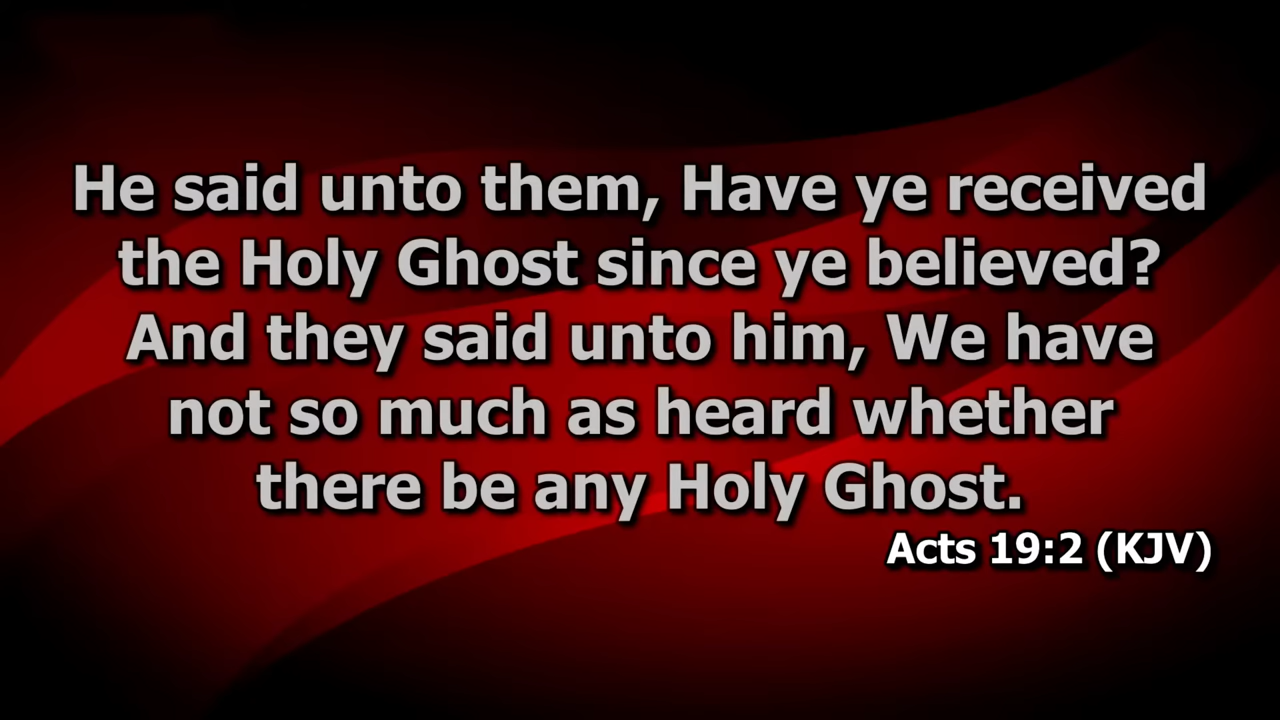 He said unto them, Have ye received
the Holy Ghost since ye believed?
And they said unto him, We have
not so much as heard whether
there be any Holy Ghost.
Acts 19:2 (KJV)